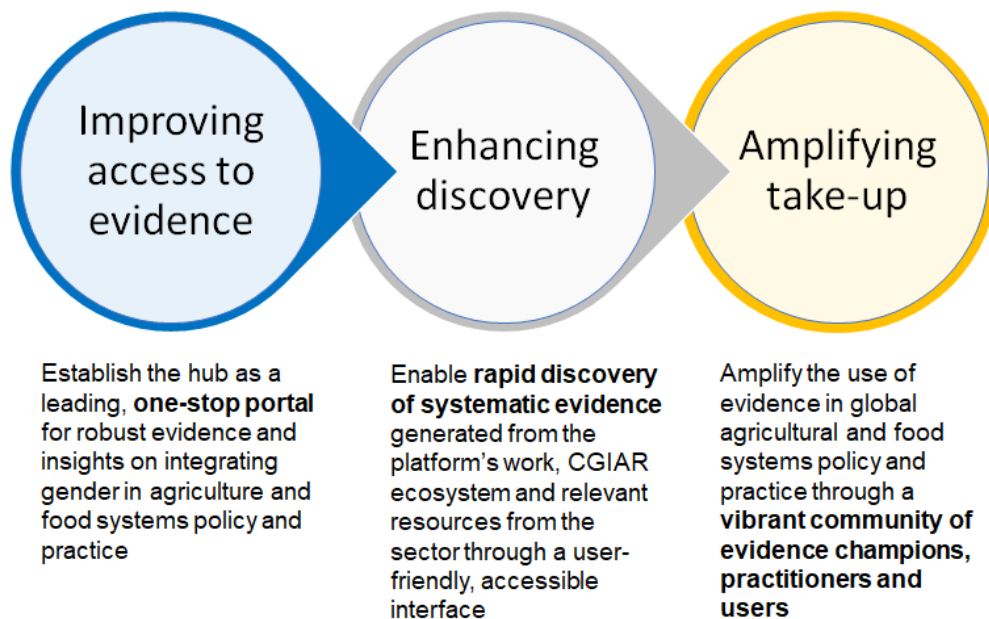 Improving
access to
evidence
Enhancing
discovery
Amplifying
take-up
Establish the hub as a
leading, one-stop portal
for robust evidence and
insights on integrating
gender in agriculture and
food systems policy and
practice
Enable rapid discovery
of systematic evidence
generated from the
platform’s work, CGIAR
ecosystem and relevant
resources from the
sector through a user-
friendly, accessible
interface
Amplify the use of
evidence in global
agricultural and food
systems policy and
practice through a
vibrant community of
evidence champions,
practitioners and
users